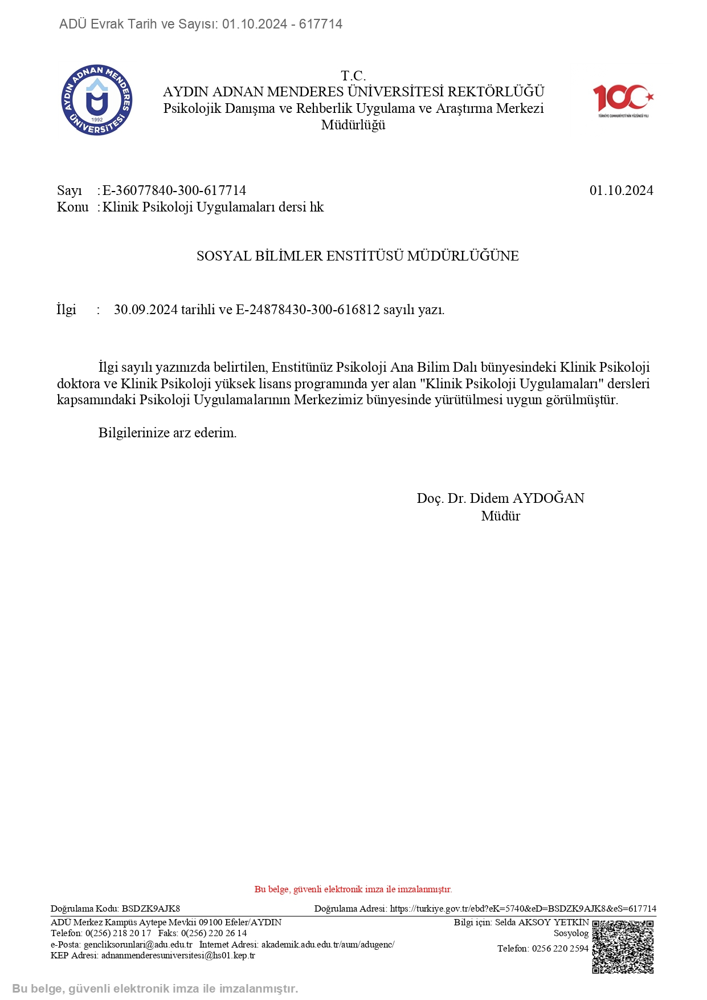 ADÜ Evrak Tarih ve Sayısı: 01.10.2024 - 617714
AYDIN ADNAN MENDERES
ÜNİVERSİTESİ
1992
T.C.
AYDIN ADNAN MENDERES ÜNİVERSİTESİ REKTÖRLÜĞÜ
Psikolojik Danışma ve Rehberlik Uygulama ve Araştırma Merkezi
Müdürlüğü
100
TÜRKİYE CUMHURİYETİ'NİN YÜZÜNCÜ YILI
Sayı : E-36077840-300-617714 01.10.2024
Konu : Klinik Psikoloji Uygulamaları dersi hk
SOSYAL BİLİMLER ENSTİTÜSÜ MÜDÜRLÜĞÜNE
İlgi : 30.09.2024 tarihli ve E-24878430-300-616812 sayılı yazı.
İlgi sayılı yazınızda belirtilen, Enstitünüz Psikoloji Ana Bilim Dalı bünyesindeki Klinik Psikoloji
doktora ve Klinik Psikoloji yüksek lisans programında yer alan "Klinik Psikoloji Uygulamaları" dersleri
kapsamındaki Psikoloji Uygulamalarının Merkezimiz bünyesinde yürütülmesi uygun görülmüştür.
Bilgilerinize arz ederim.
Doç. Dr. Didem AYDOĞAN
Müdür
Bu belge, güvenli elektronik imza ile imzalanmıştır.
Doğrulama Kodu: BSDZK9AJK8 Doğrulama Adresi: https://turkiye.gov.tr/ebd?eK=5740&eD=BSDZK9AJK8&eS=617714
ADÜ Merkez Kampüs Aytepe Mevkii 09100 Efeler/AYDIN Bilgi için: Selda AKSOY YETKİN
Telefon: 0(256) 218 20 17 Faks: 0(256) 220 26 14 Sosyolog
e-Posta: gencliksorunlari@adu.edu.tr İnternet Adresi: akademik.adu.edu.tr/aum/adugenc/
Telefon: 0256 220 2594
KEP Adresi: adnanmenderesuniversitesi@hs01.kep.tr
Bu belge, güvenli elektronik imza ile imzalanmıştır.